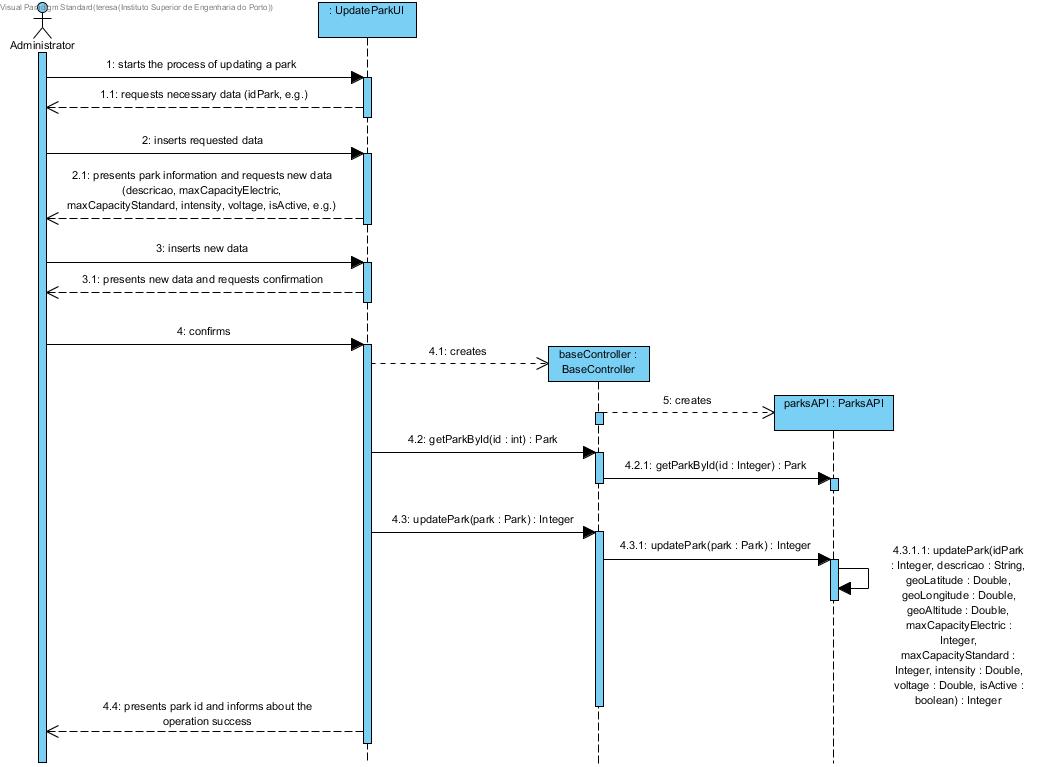 Visual Paradigm Standard(teresa(Instituto Superior de Engenharia do Porto))
: UpdateParkUI
Administrator
1: starts the process of updating a park
1.1: requests necessary data (idPark, e.g.)
2: inserts requested data
2.1: presents park information and requests new data
(descricao, maxCapacityElectric,
maxCapacityStandard, intensity, voltage, isActive, e.g.)
3: inserts new data
3.1: presents new data and requests confirmation
4: confirms
4.1: creates
baseController :
BaseController
5: creates
parksAPI : ParksAPI
4.2: getParkById(id : int) : Park
4.2.1: getParkById(id : Integer) : Park
4.3: updatePark(park : Park) : Integer
4.3.1: updatePark(park : Park) : Integer
4.3.1.1: updatePark(idPark
: Integer, descricao : String,
geoLatitude : Double,
geoLongitude : Double,
geoAltitude : Double,
maxCapacityElectric :
Integer,
maxCapacityStandard :
Integer, intensity : Double,
voltage : Double, isActive :
boolean) : Integer
4.4: presents park id and informs about the
operation success